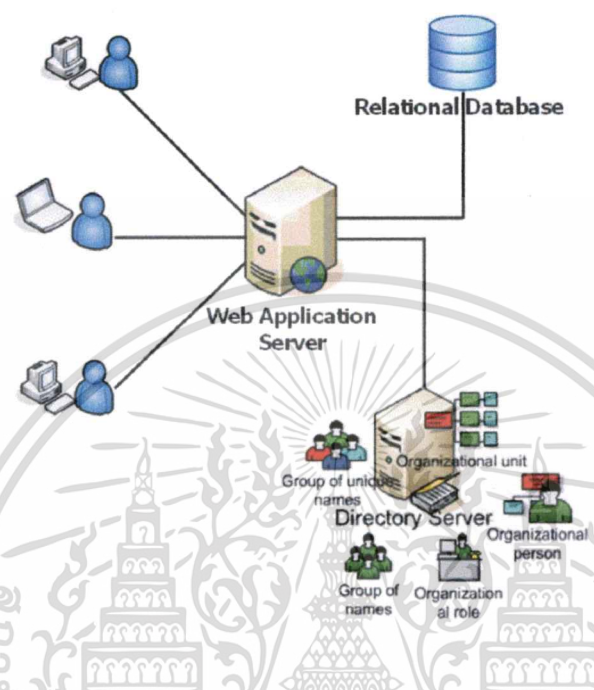 Relational Database
Web Application
Server
Organizational unit
Group of unique
names
Directory Server
Organizational
person
Group of
names
Organization
al role